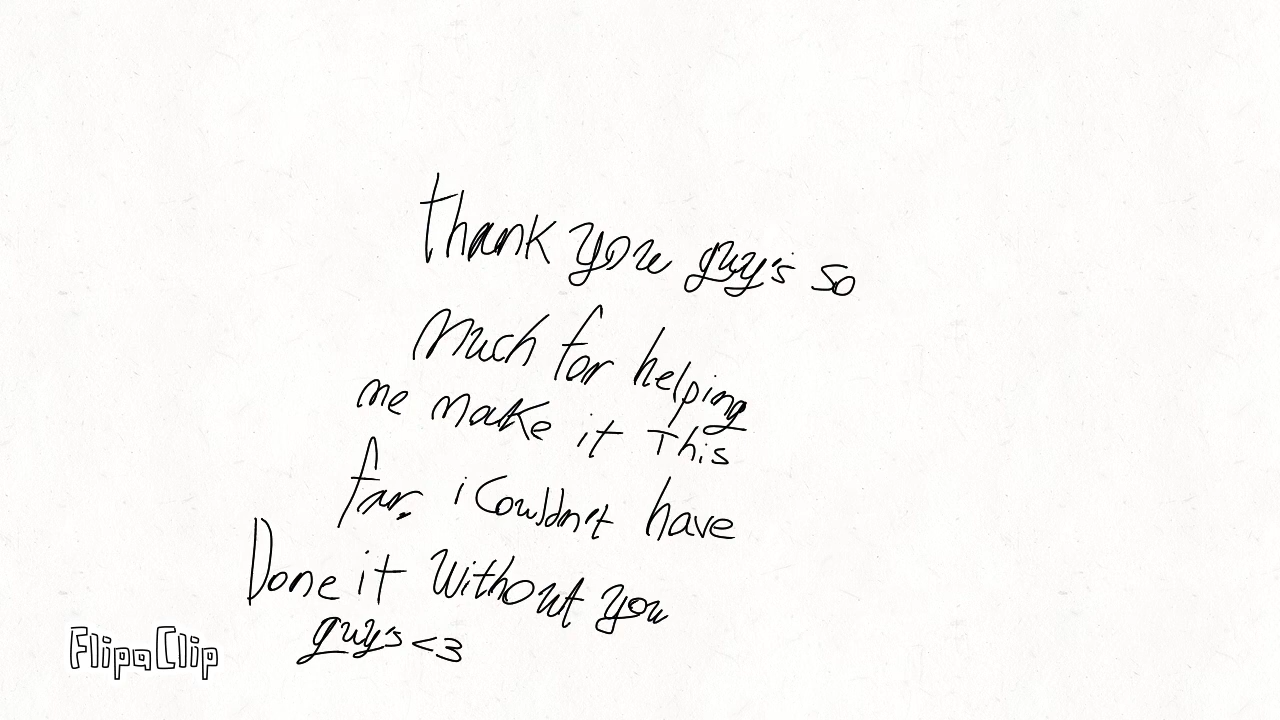 thank you guy's so
much for helping
me make it This
far. i Couldn't have
Done it Without you
guy's <3
FlipaClip